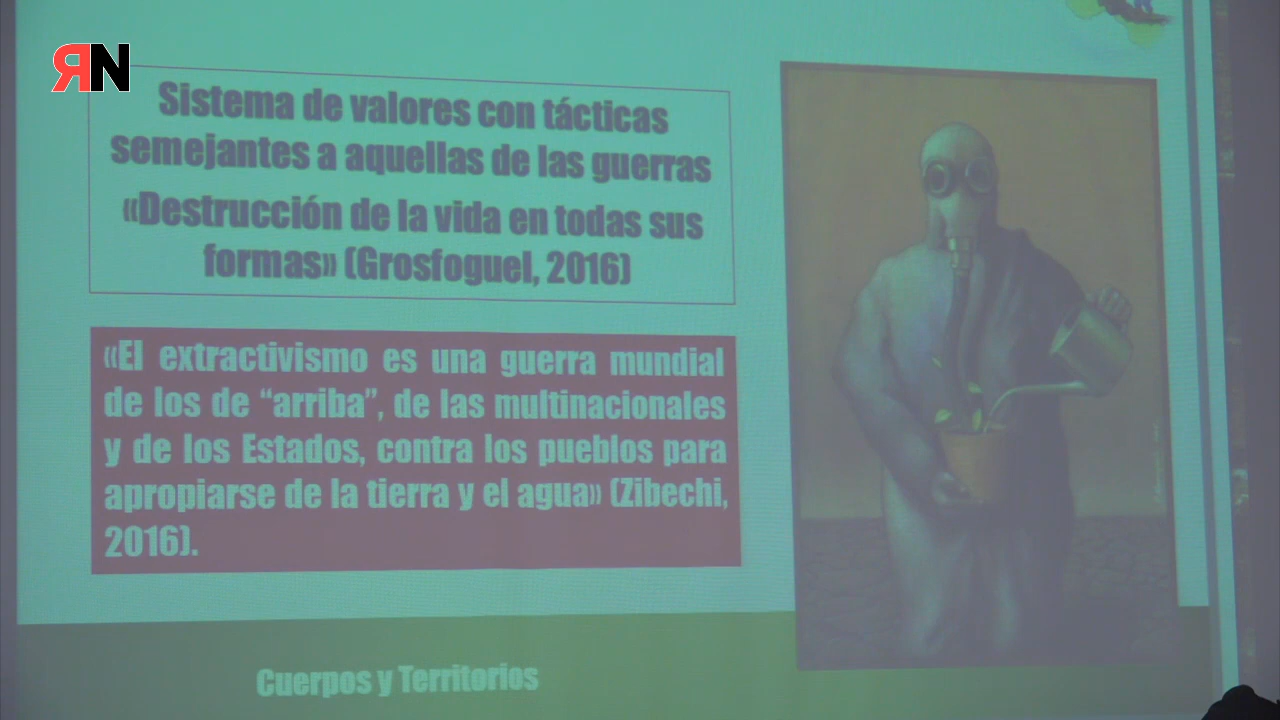 RN
Sistema de valores con tácticas
semejantes a aquellas de las guerras
«Destrucción de la vida en todas sus
formas» (Grosfoguel, 2016)
«El extractivismo es una guerra mundial
de los de “arriba”, de las multinacionales
y de los Estados, contra los pueblos para
apropiarse de la tierra y el agua» (Zibechi,
2016).
Cuerpos y Territorios